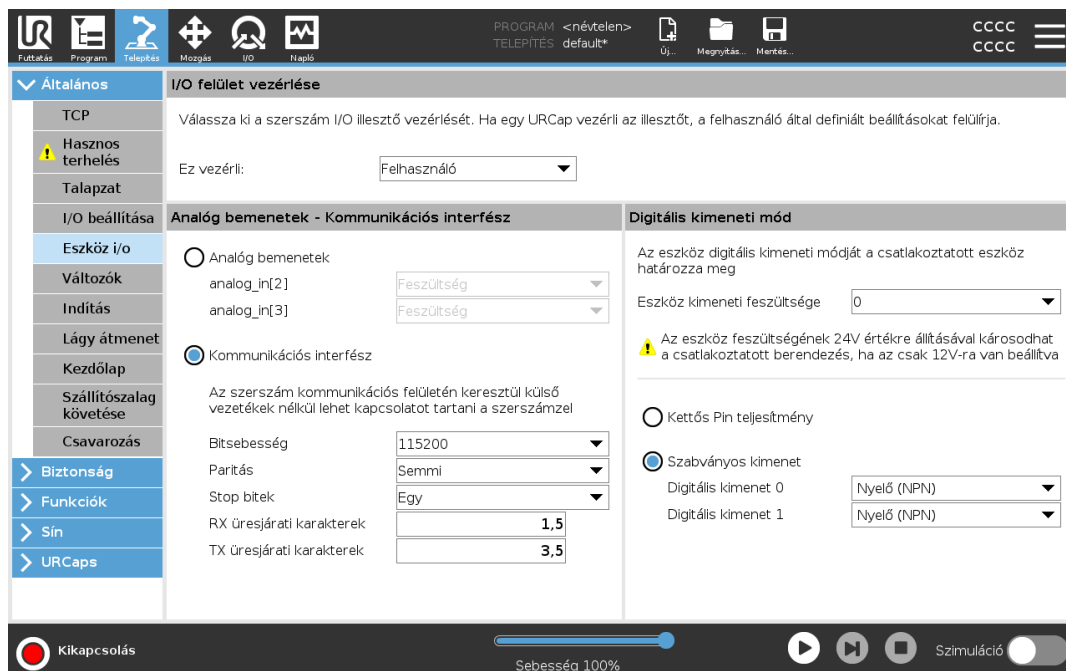 PROGRAM <névtelen>
TELEPÍTÉS default*
CCCC
CCCC
Futtatás Program Telepítés Mozgás I/O Napló Új... Megnyitás... Mentés...
Általános
TCP
Hasznos
terhelés
Talapzat
I/O beállítása
Eszköz i/o
Változók
Indítás
Lágy átmenet
Kezdőlap
Szállítószalag
követése
Csavarozás
Biztonság
Funkciók
Sín
URCaps
I/O felület vezérlése
Válassza ki a szerszám I/O illesztő vezérlését. Ha egy URCap vezérli az illesztőt, a felhasználó által definiált beállításokat felülírja.
Ez vezérli: Felhasználó
Analóg bemenetek - Kommunikációs interfész
Analóg bemenetek
analog_in[2] Feszültség
analog_in[3] Feszültség
Kommunikációs interfész
Az szerszám kommunikációs felületén keresztül külső
vezetékek nélkül lehet kapcsolatot tartani a szerszámzel
Bitsebesség 115200
Paritás Semmi
Stop bitek Egy
RX üresjárati karakterek 1,5
TX üresjárati karakterek 3,5
Digitális kimeneti mód
Az eszköz digitális kimeneti módját a csatlakoztatott eszköz
határozza meg
Eszköz kimeneti feszültsége 0
Az eszköz feszültségének 24V értékre állításával károsodhat
a csatlakoztatott berendezés, ha az csak 12V-ra van beállítva
Kettős Pin teljesítmény
Szabványos kimenet
Digitális kimenet 0 Nyelő (NPN)
Digitális kimenet 1 Nyelő (NPN)
Kikapcsolás
Sebesség 100%
Szimuláció